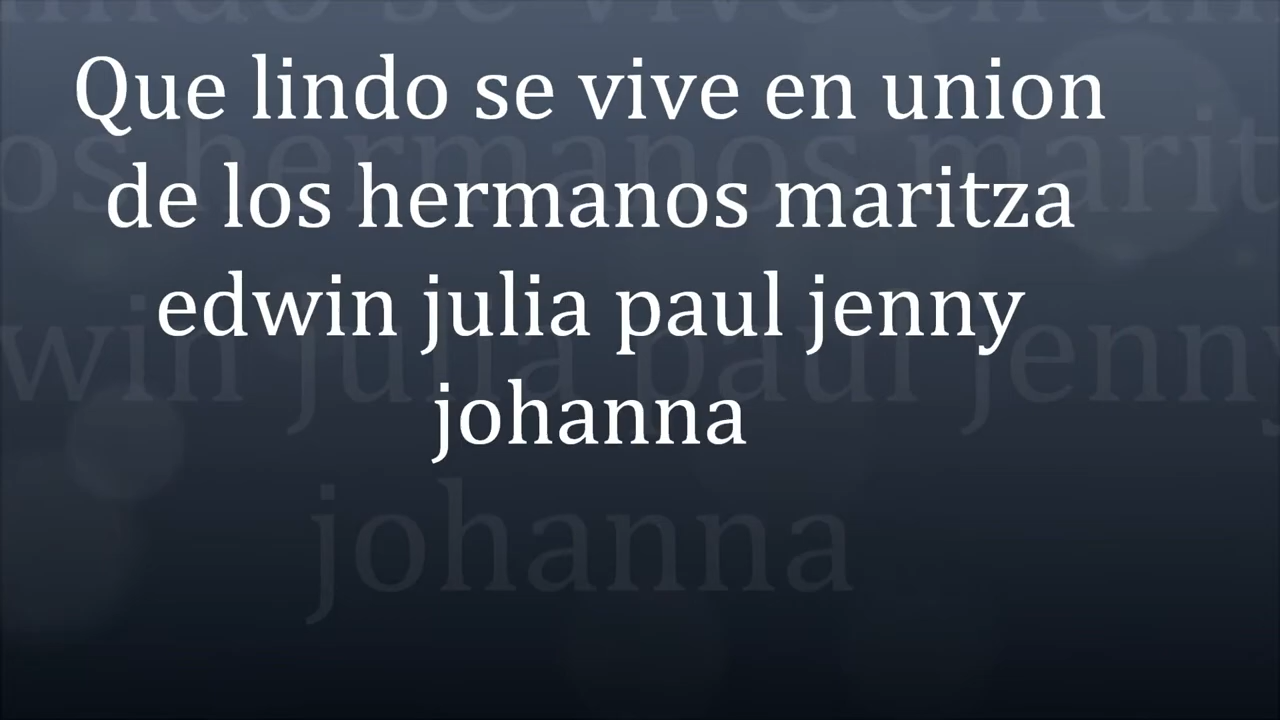 Que lindo se vive en union
de los hermanos maritza
edwin julia paul jenny
johanna